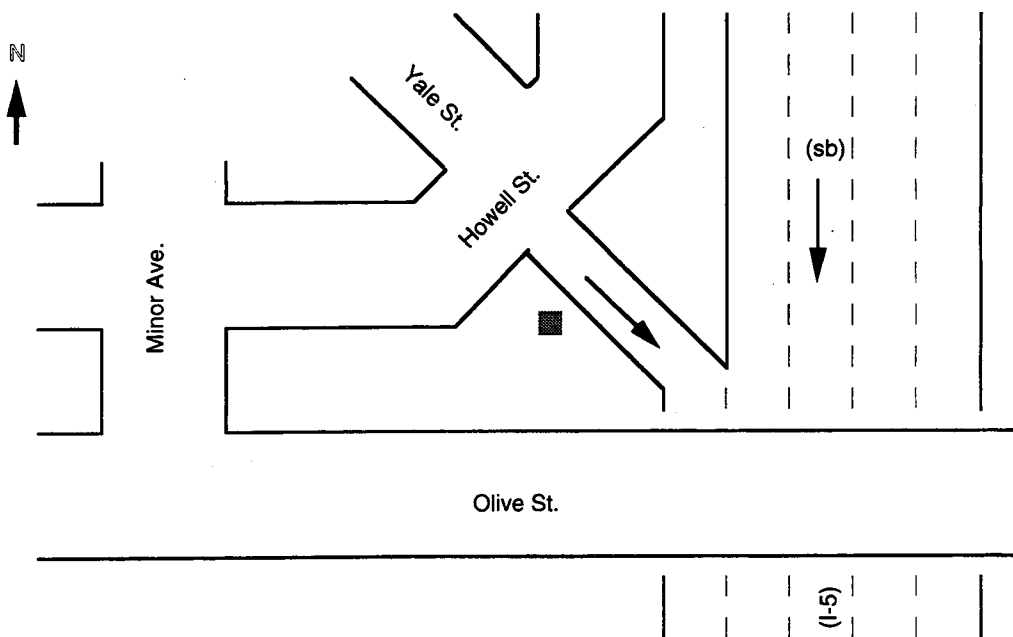 N
Yale St.
(sb)
Howell St.
Minor Ave.
Olive St.
(I-5)